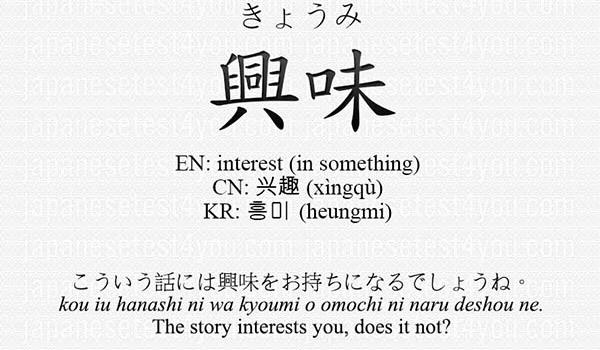 きょうみ
興味
EN: interest (in something)
CN: 兴趣 (xìngqù)
KR: 흥미 (heungmi)
こういう話には興味をお持ちになるでしょうね。
kou iu hanashi ni wa kyoumi o omochi ni naru deshou ne.
The story interests you, does it not?